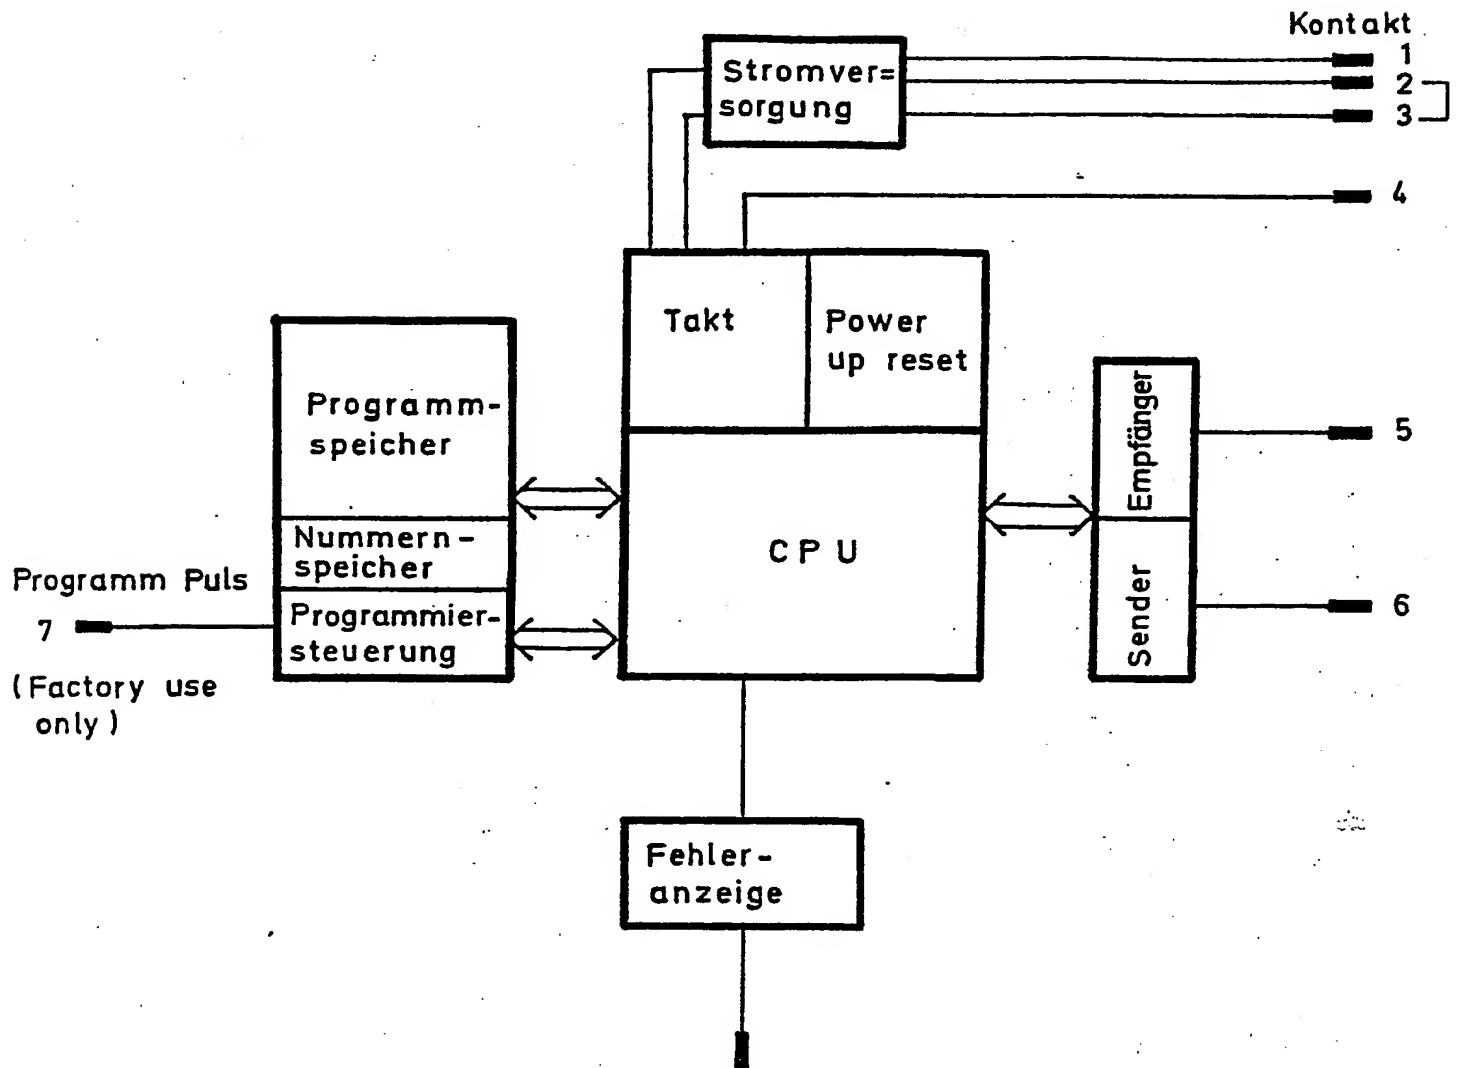 Kontakt
1
2
3
Stromver=
sorgung
4
Takt
Power
up reset
Programm-
speicher
Nummern-
speicher
Programmier-
steuerung
Programm Puls
7
(Factory use
only)
CPU
Empfänger
Sender
5
6
Fehler-
anzeige